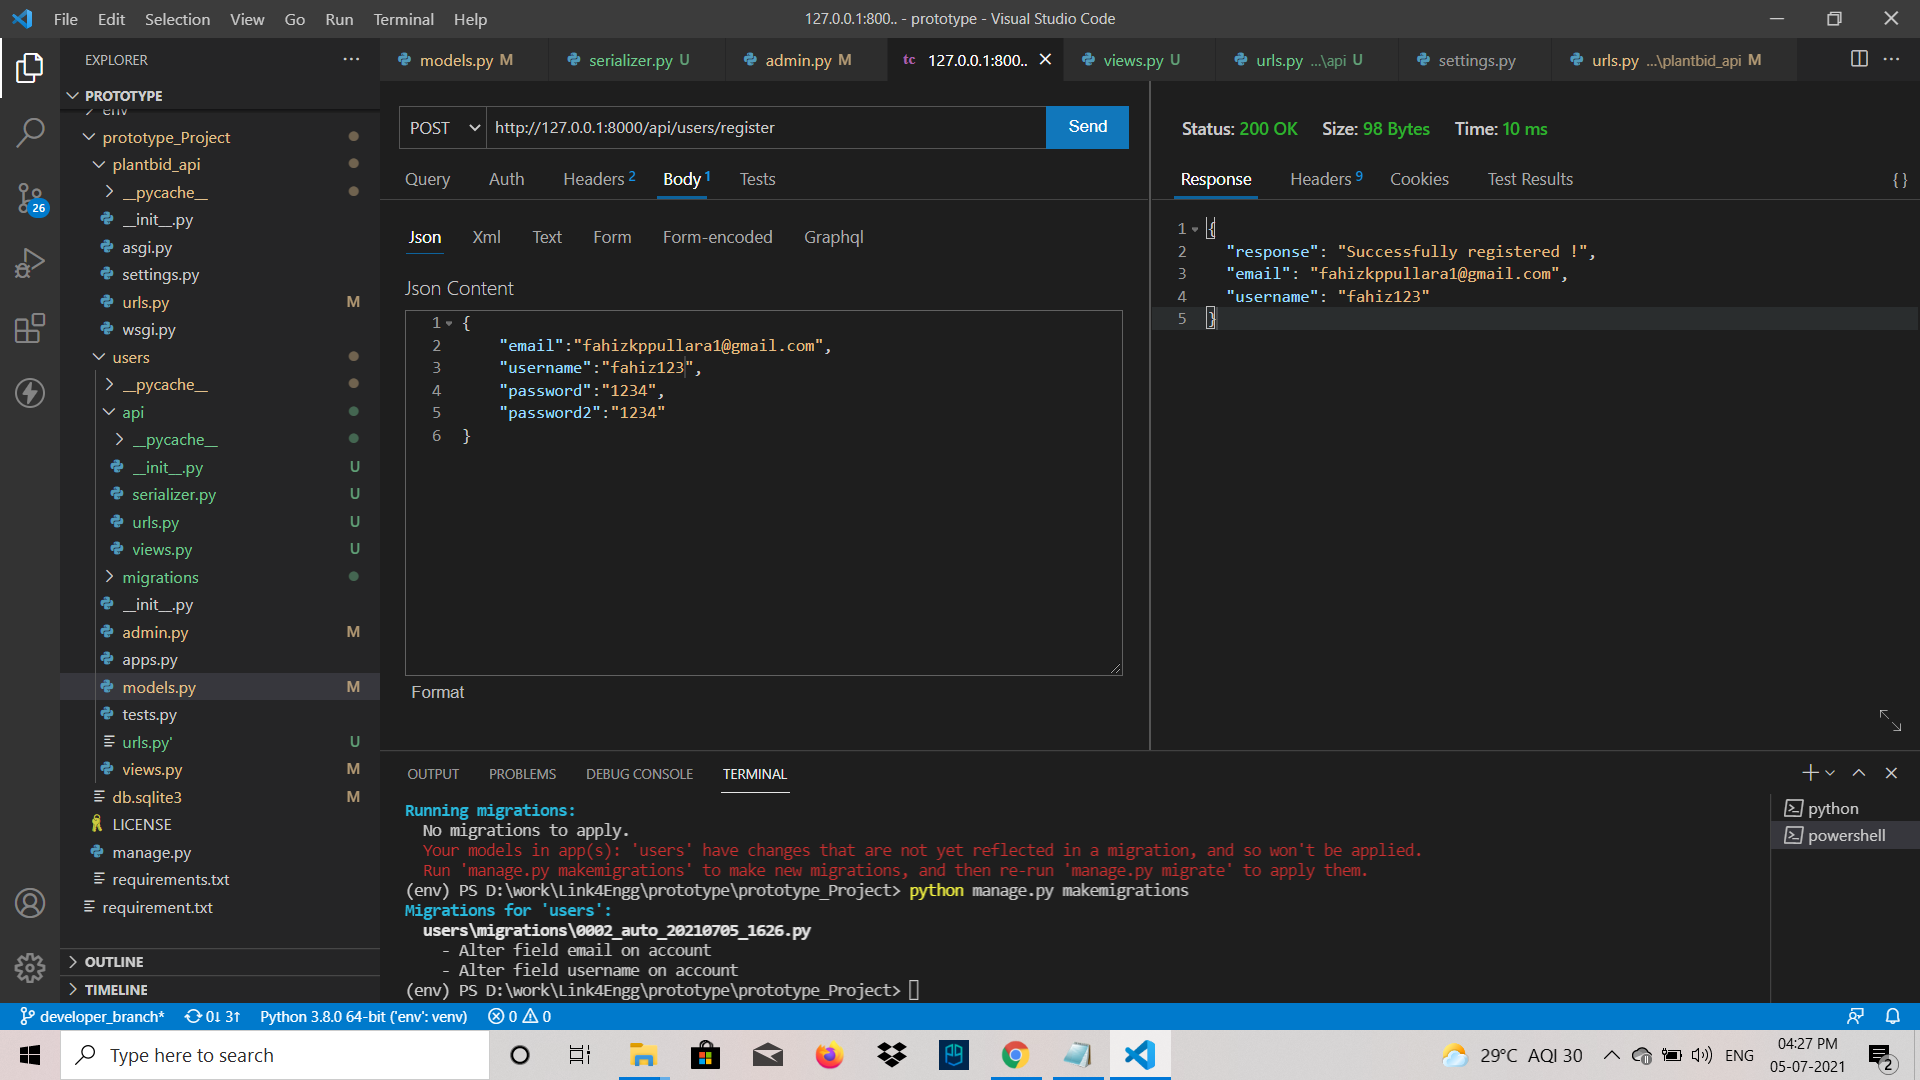 File Edit Selection View Go Run Terminal Help
127.0.0.1:800.. - prototype - Visual Studio Code
EXPLORER
PROTOTYPE
env
prototype_Project
plantbid_api
__pycache__
__init__.py
asgi.py
settings.py
urls.py M
wsgi.py
users
__pycache__
api
__pycache__
__init__.py U
serializer.py U
urls.py U
views.py U
migrations
__init__.py
admin.py M
apps.py
models.py M
tests.py
urls.py' U
views.py M
db.sqlite3 M
LICENSE
manage.py
requirements.txt
requirement.txt
OUTLINE
TIMELINE
26
models.py M serializer.py U admin.py M tc 127.0.0.1:800.. views.py U urls.py ...\api U settings.py urls.py ...\plantbid_api M
POST http://127.0.0.1:8000/api/users/register Send
Query Auth Headers 2 Body 1 Tests
Json Xml Text Form Form-encoded Graphql
Json Content
1 {
2 "email":"fahizkppullara1@gmail.com",
3 "username":"fahiz123",
4 "password":"1234",
5 "password2":"1234"
6 }
Format
Status: 200 OK Size: 98 Bytes Time: 10 ms
Response Headers 9 Cookies Test Results { }
1 {
2 "response": "Successfully registered !",
3 "email": "fahizkppullara1@gmail.com",
4 "username": "fahiz123"
5 }
OUTPUT PROBLEMS DEBUG CONSOLE TERMINAL
Running migrations:
No migrations to apply.
Your models in app(s): 'users' have changes that are not yet reflected in a migration, and so won't be applied.
Run 'manage.py makemigrations' to make new migrations, and then re-run 'manage.py migrate' to apply them.
(env) PS D:\work\Link4Engg\prototype\prototype_Project> python manage.py makemigrations
Migrations for 'users':
users\migrations\0002_auto_20210705_1626.py
- Alter field email on account
- Alter field username on account
(env) PS D:\work\Link4Engg\prototype\prototype_Project>
python
powershell
developer_branch* 0↓ 3↑ Python 3.8.0 64-bit ('env': venv) 0 0
Type here to search
29°C AQI 30 ENG
04:27 PM
05-07-2021
2